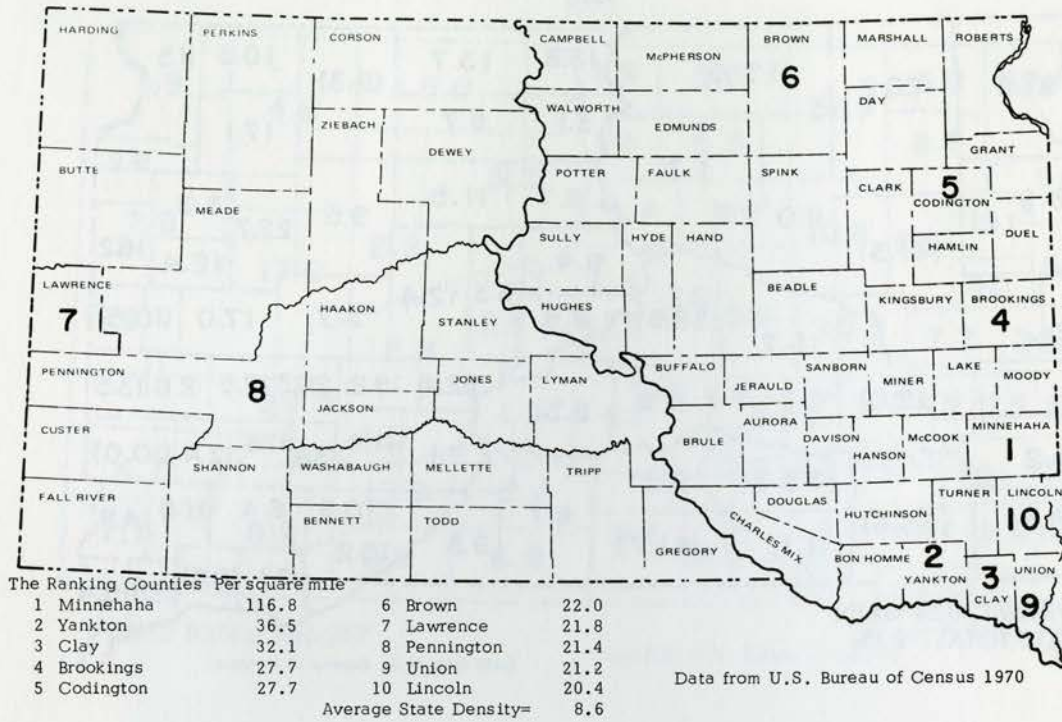 HARDING
PERKINS
CORSON
CAMPBELL
McPHERSON
BROWN
MARSHALL
ROBERTS
6
WALWORTH
EDMUNDS
DAY
ZIEBACH
DEWEY
GRANT
BUTTE
POTTER
FAULK
SPINK
CLARK
5
CODINGTON
MEADE
SULLY
HYDE
HAND
DUEL
HAMLIN
LAWRENCE
7
HAAKON
STANLEY
HUGHES
BEADLE
KINGSBURY
BROOKINGS
4
PENNINGTON
8
JONES
LYMAN
BUFFALO
JERAULD
SANBORN
MINER
LAKE
MOODY
CUSTER
JACKSON
BRULE
AURORA
DAVISON
HANSON
McCOOK
MINNEHAHA
1
FALL RIVER
SHANNON
WASHABAUGH
MELLETTE
TRIPP
BENNETT
TODD
GREGORY
DOUGLAS
CHARLES MIX
HUTCHINSON
TURNER
LINCOLN
10
BON HOMME
2
YANKTON
3
CLAY
UNION
9
The Ranking Counties Per square mile
1 Minnehaha 116.8 6 Brown 22.0
2 Yankton 36.5 7 Lawrence 21.8
3 Clay 32.1 8 Pennington 21.4
4 Brookings 27.7 9 Union 21.2
5 Codington 27.7 10 Lincoln 20.4
Average State Density= 8.6
Data from U.S. Bureau of Census 1970